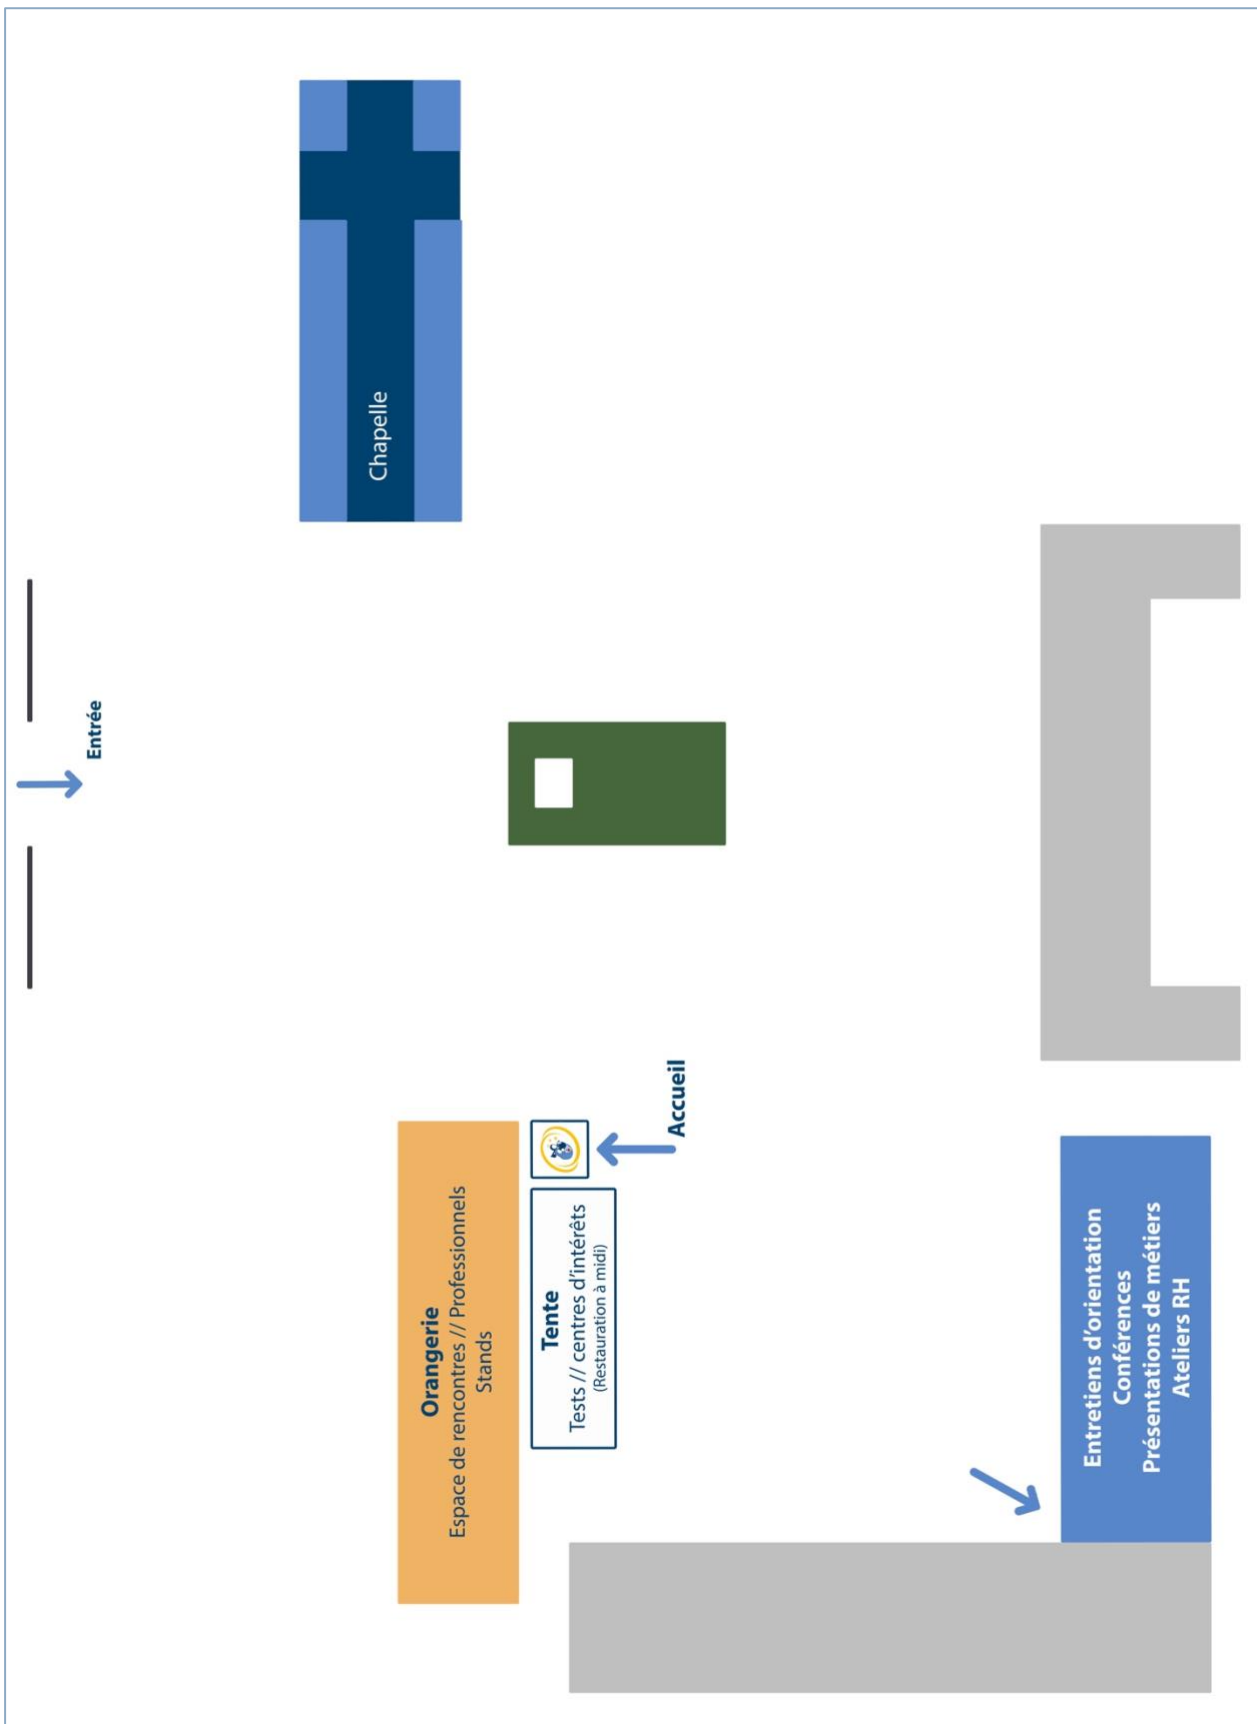 Chapelle
Entrée
Accueil
Orangerie
Espace de rencontres // Professionnels
Stands
Tente
Tests // centres d'intérêts
(Restauration à midi)
Entretiens d'orientation
Conférences
Présentations de métiers
Ateliers RH